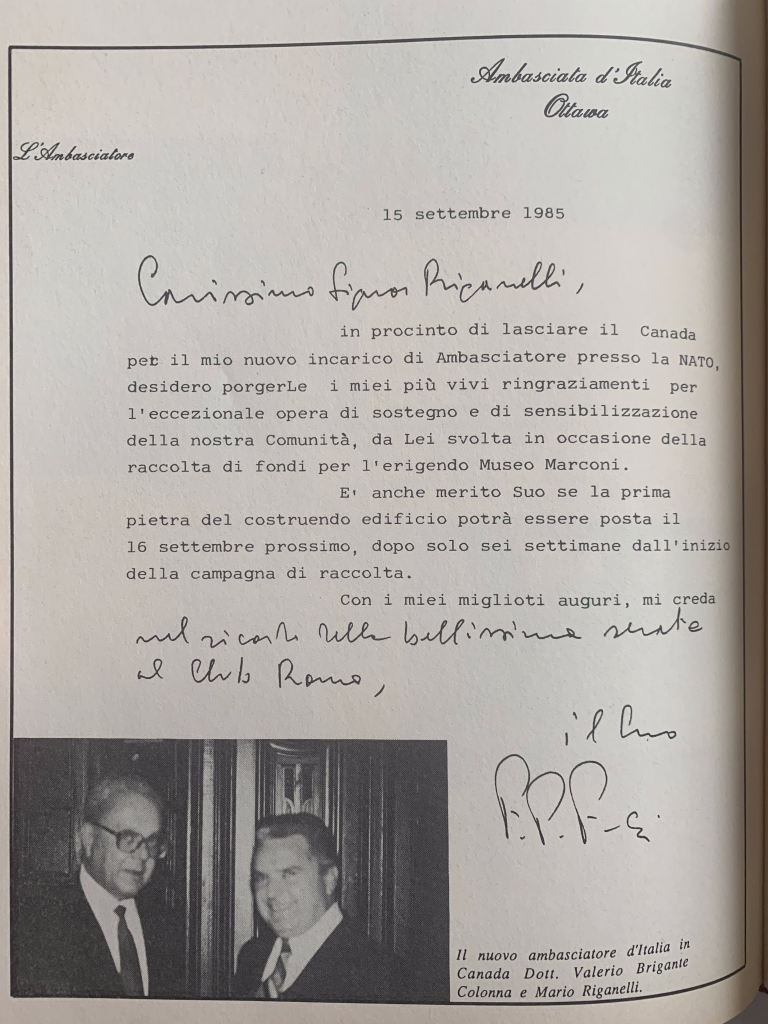 Ambasciata d'Italia
Ottawa
L'Ambasciatore
15 settembre 1985
Carissimo Signor Riganelli,
in procinto di lasciare il Canada
per il mio nuovo incarico di Ambasciatore presso la NATO,
desidero porgerLe i miei più vivi ringraziamenti per
l'eccezionale opera di sostegno e di sensibilizzazione
della nostra Comunità, da Lei svolta in occasione della
raccolta di fondi per l'erigendo Museo Marconi.
E' anche merito Suo se la prima
pietra del costruendo edificio potrà essere posta il
16 settembre prossimo, dopo solo sei settimane dall'inizio
della campagna di raccolta.
Con i miei miglioti auguri, mi creda
nel ricordo della bellissima serata
al Club Roma,
il Suo
Il nuovo ambasciatore d'Italia in
Canada Dott. Valerio Brigante
Colonna e Mario Riganelli.